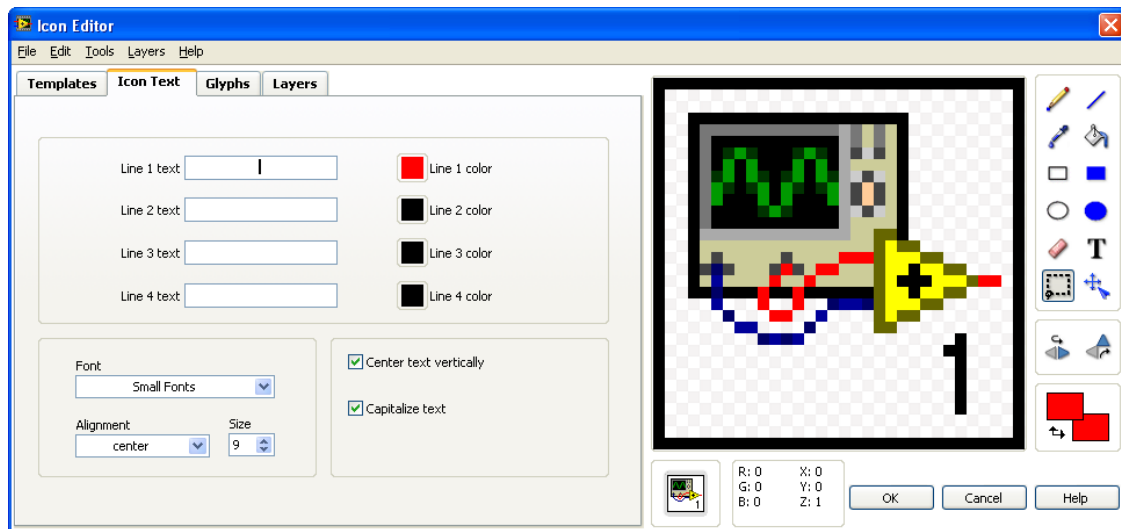 Icon Editor
File Edit Tools Layers Help
Templates Icon Text Glyphs Layers
Line 1 text Line 1 color
Line 2 text Line 2 color
Line 3 text Line 3 color
Line 4 text Line 4 color
Font
Small Fonts
Alignment Size
center 9
Center text vertically
Capitalize text
1
T
1
R: 0 X: 0
G: 0 Y: 0
B: 0 Z: 1
OK Cancel Help